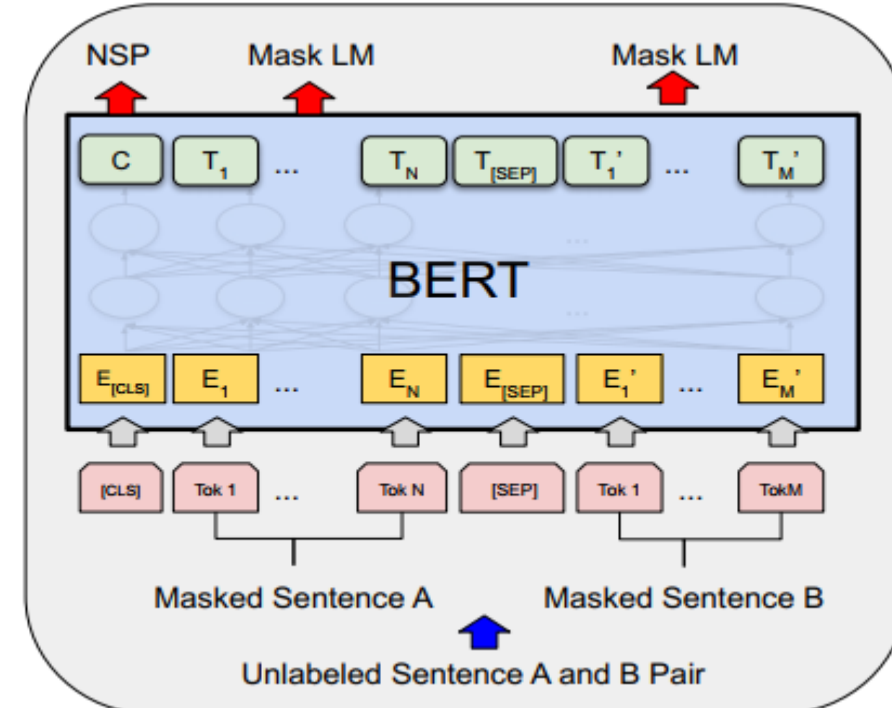 NSP Mask LM Mask LM
C T1 ... TN T[SEP] T1' ... TM'
...
BERT
...
E[CLS] E1 ... EN E[SEP] E1' ... EM'
[CLS] Tok 1 ... Tok N [SEP] Tok 1 ... TokM
Masked Sentence A Masked Sentence B
Unlabeled Sentence A and B Pair